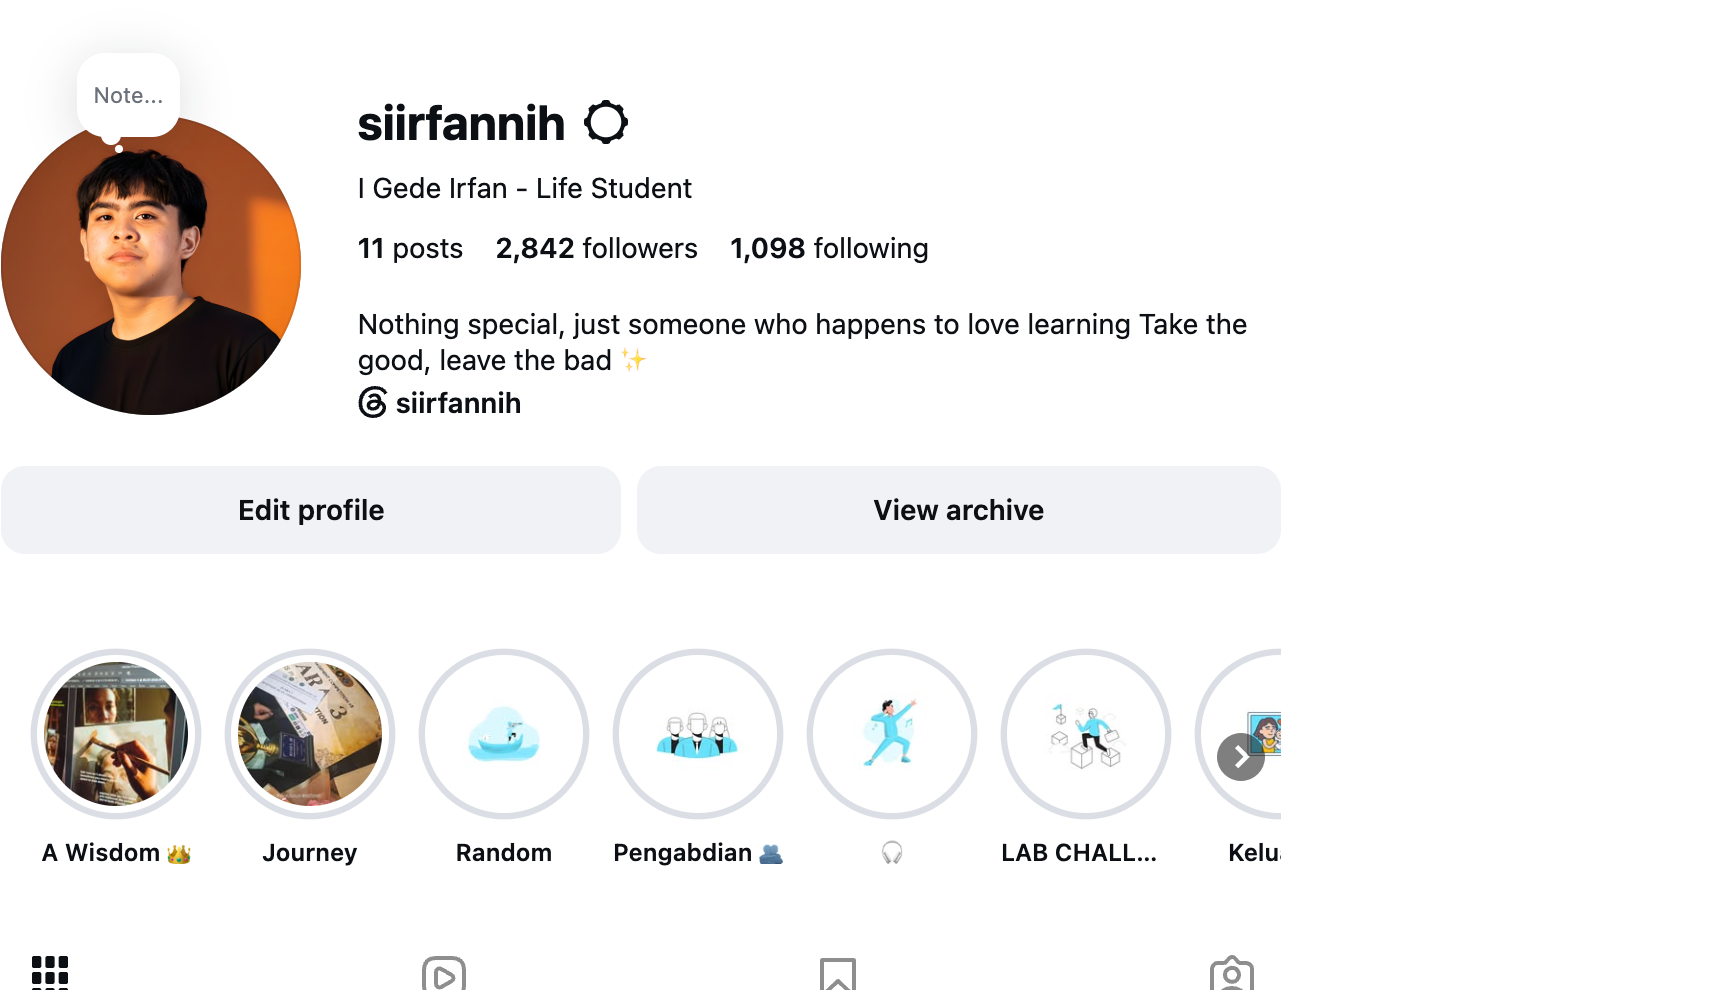 Note...
siirfannih
I Gede Irfan - Life Student
11 posts 2,842 followers 1,098 following
Nothing special, just someone who happens to love learning Take the
good, leave the bad ✨
siirfannih
Edit profile View archive
A Wisdom 👑 Journey Random Pengabdian 🫂 🎧 LAB CHALL... Kelua